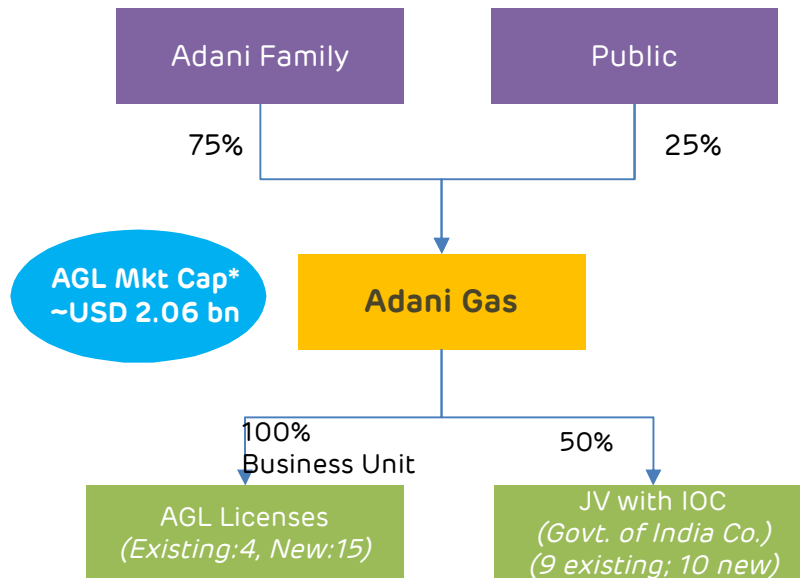 Adani Family
Public
75%
25%
AGL Mkt Cap*
~USD 2.06 bn
Adani Gas
100%
Business Unit
50%
AGL Licenses
(Existing:4, New:15)
JV with IOC
(Govt. of India Co.)
(9 existing; 10 new)